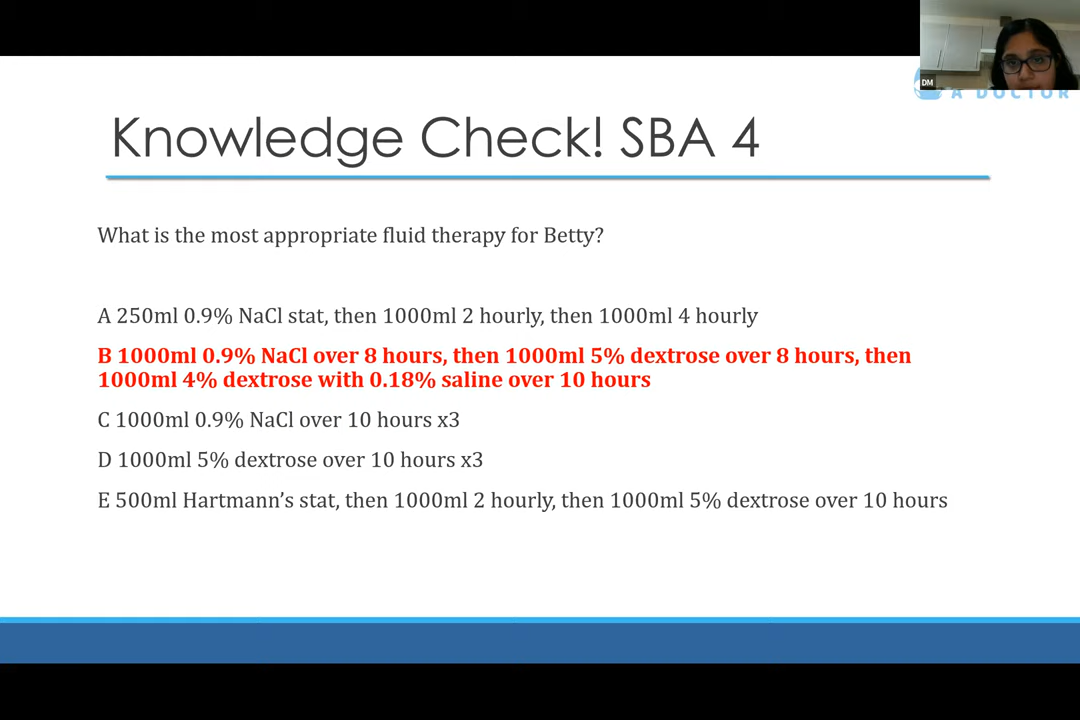 DM
A DOCTOR
Knowledge Check! SBA 4
What is the most appropriate fluid therapy for Betty?
A 250ml 0.9% NaCl stat, then 1000ml 2 hourly, then 1000ml 4 hourly
B 1000ml 0.9% NaCl over 8 hours, then 1000ml 5% dextrose over 8 hours, then
1000ml 4% dextrose with 0.18% saline over 10 hours
C 1000ml 0.9% NaCl over 10 hours x3
D 1000ml 5% dextrose over 10 hours x3
E 500ml Hartmann’s stat, then 1000ml 2 hourly, then 1000ml 5% dextrose over 10 hours